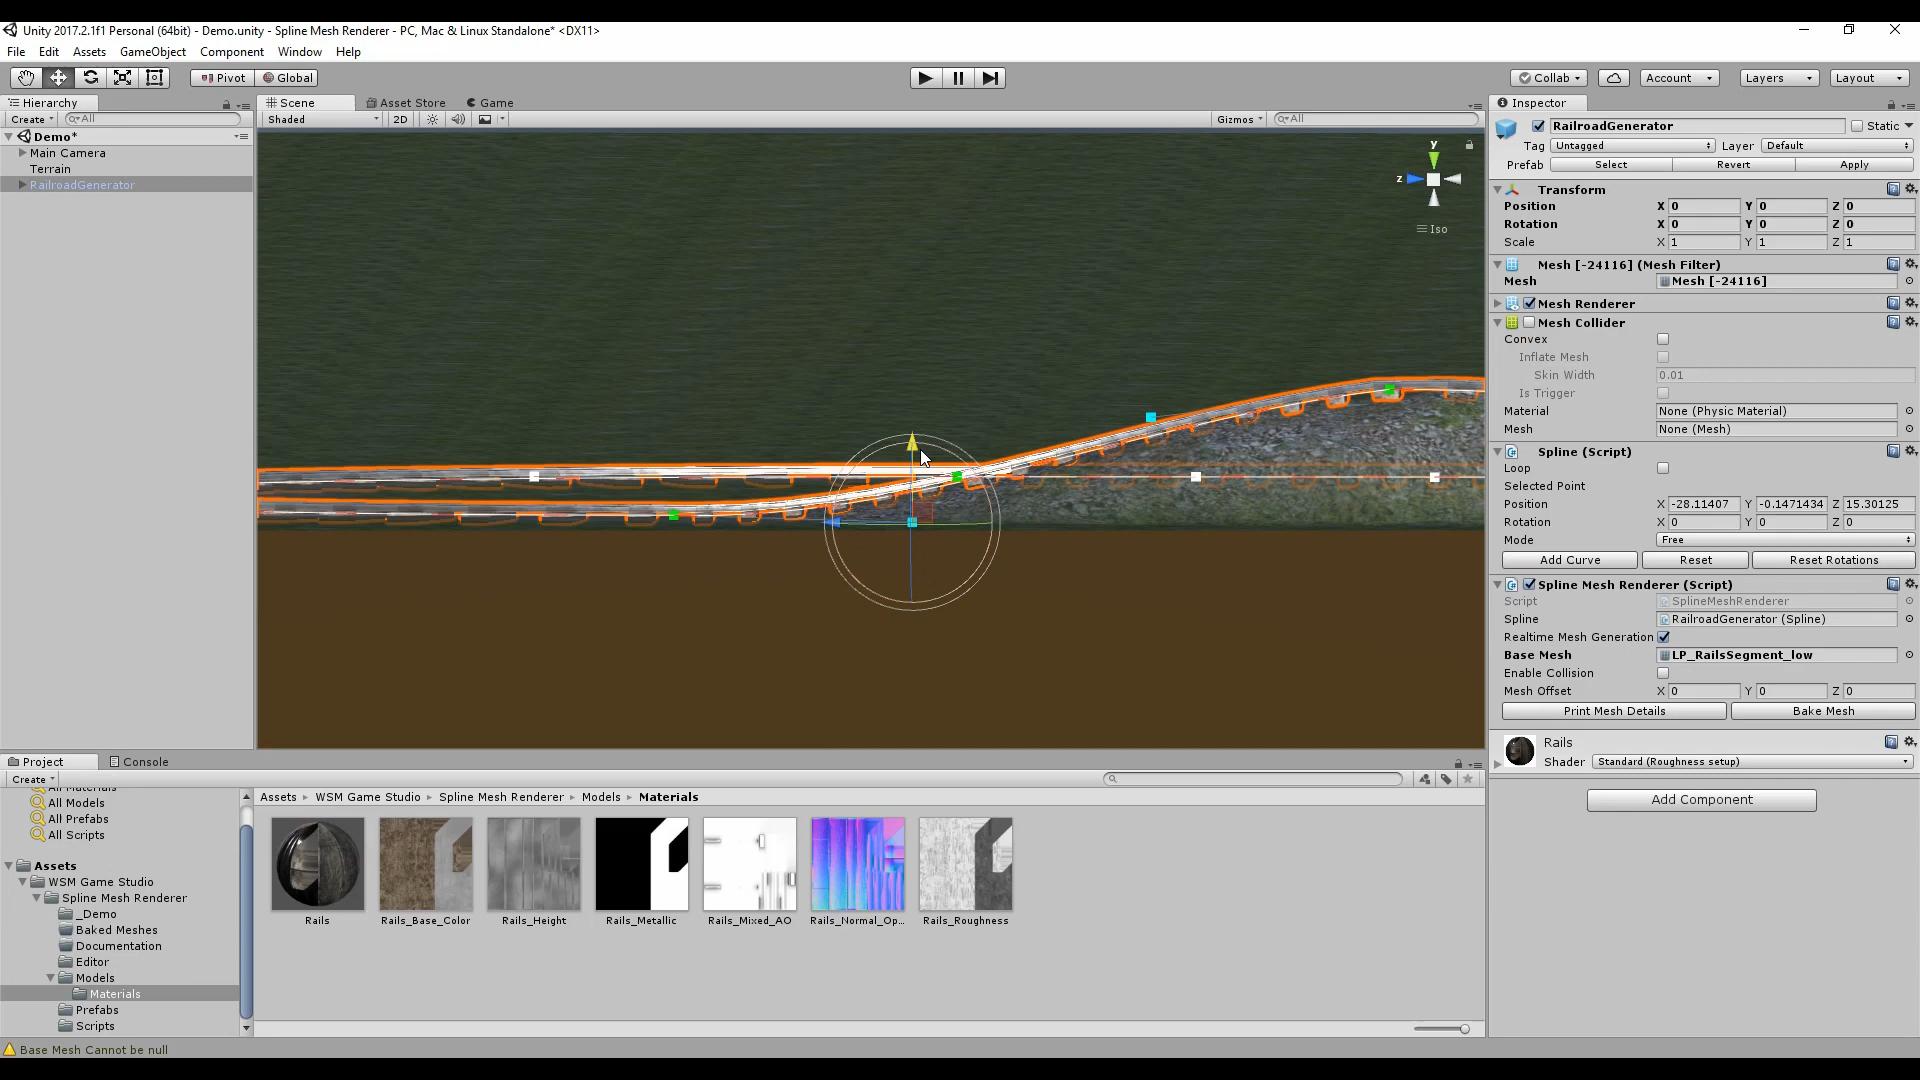 Unity 2017.2.1f1 Personal (64bit) - Demo.unity - Spline Mesh Renderer - PC, Mac & Linux Standalone* <DX11>
File Edit Assets GameObject Component Window Help
Pivot Global Collab Account Layers Layout
Hierarchy
Create All
Demo*
Main Camera
Terrain
RailroadGenerator
Scene Asset Store Game
Shaded 2D Gizmos All
y
z
Iso
Inspector
RailroadGenerator Static
Tag Untagged Layer Default
Prefab Select Revert Apply
Transform
Position X 0 Y 0 Z 0
Rotation X 0 Y 0 Z 0
Scale X 1 Y 1 Z 1
Mesh [-24116] (Mesh Filter)
Mesh Mesh [-24116]
Mesh Renderer
Mesh Collider
Convex
Inflate Mesh
Skin Width 0.01
Is Trigger
Material None (Physic Material)
Mesh None (Mesh)
Spline (Script)
Loop
Selected Point
Position X -28.11407 Y -0.1471434 Z 15.30125
Rotation X 0 Y 0 Z 0
Mode Free
Add Curve Reset Reset Rotations
Spline Mesh Renderer (Script)
Script SplineMeshRenderer
Spline RailroadGenerator (Spline)
Realtime Mesh Generation
Base Mesh LP_RailsSegment_low
Enable Collision
Mesh Offset X 0 Y 0 Z 0
Print Mesh Details Bake Mesh
Rails
Shader Standard (Roughness setup)
Add Component
Project Console
Create
All Materials
All Models
All Prefabs
All Scripts
Assets
WSM Game Studio
Spline Mesh Renderer
_Demo
Baked Meshes
Documentation
Editor
Models
Materials
Prefabs
Scripts
Assets WSM Game Studio Spline Mesh Renderer Models Materials
Rails Rails_Base_Color Rails_Height Rails_Metallic Rails_Mixed_AO Rails_Normal_Op... Rails_Roughness
Base Mesh Cannot be null